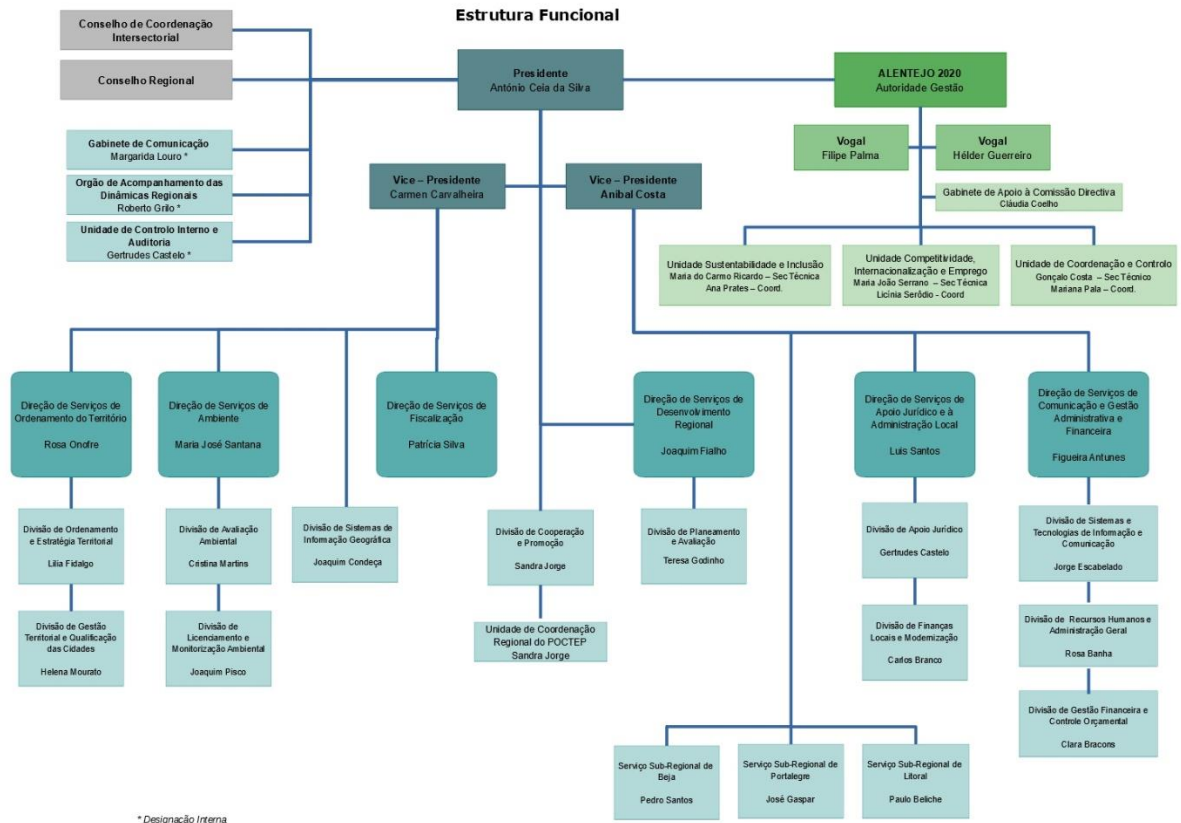 Estrutura Funcional
Conselho de Coordenação
Intersectorial
Conselho Regional
Presidente
António Ceia da Silva
ALENTEJO 2020
Autoridade Gestão
Gabinete de Comunicação
Margarida Louro *
Orgão de Acompanhamento das
Dinâmicas Regionais
Roberto Grilo *
Unidade de Controlo Interno e
Auditoria
Gertrudes Castelo *
Vice – Presidente
Carmen Carvalheira
Vice – Presidente
Anibal Costa
Vogal
Filipe Palma
Vogal
Hélder Guerreiro
Gabinete de Apoio à Comissão Directiva
Cláudia Coelho
Unidade Sustentabilidade e Inclusão
Maria do Carmo Ricardo – Sec Técnica
Ana Prates – Coord.
Unidade Competitividade,
Internacionalização e Emprego
Maria João Serrano – Sec Técnica
Licínia Serôdio - Coord
Unidade de Coordenação e Controlo
Gonçalo Costa – Sec Técnico
Mariana Pala – Coord.
Direção de Serviços de
Ordenamento do Território
Rosa Onofre
Direção de Serviços de
Ambiente
Maria José Santana
Direção de Serviços de
Fiscalização
Patrícia Silva
Direção de Serviços de
Desenvolvimento
Regional
Joaquim Fialho
Direção de Serviços de
Apoio Jurídico e à
Administração Local
Luis Santos
Direção de Serviços de
Comunicação e Gestão
Administrativa e
Financeira
Figueira Antunes
Divisão de Ordenamento
e Estratégia Territorial
Lilia Fidalgo
Divisão de Avaliação
Ambiental
Cristina Martins
Divisão de Sistemas de
Informação Geográfica
Joaquim Condeça
Divisão de Cooperação
e Promoção
Sandra Jorge
Divisão de Planeamento
e Avaliação
Teresa Godinho
Divisão de Apoio Jurídico
Gertrudes Castelo
Divisão de Sistemas e
Tecnologias de Informação e
Comunicação
Jorge Escabelado
Divisão de Gestão
Territorial e Qualificação
das Cidades
Helena Mourato
Divisão de
Licenciamento e
Monitorização Ambiental
Joaquim Pisco
Unidade de Coordenação
Regional do POCTEP
Sandra Jorge
Divisão de Finanças
Locais e Modernização
Carlos Branco
Divisão de Recursos Humanos e
Administração Geral
Rosa Banha
Divisão de Gestão Financeira e
Controle Orçamental
Clara Bracons
Serviço Sub-Regional de
Beja
Pedro Santos
Serviço Sub-Regional de
Portalegre
José Gaspar
Serviço Sub-Regional de
Litoral
Paulo Beliche
* Designação Interna